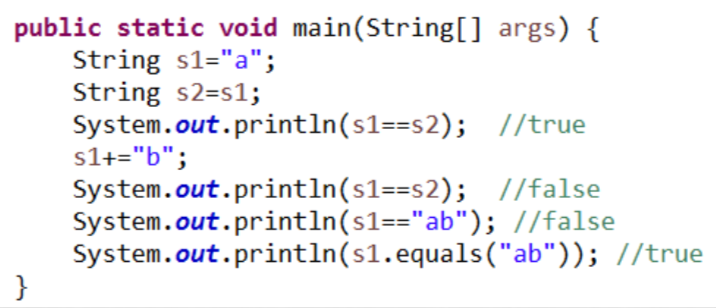 public static void main(String[] args) {
String s1="a";
String s2=s1;
System.out.println(s1==s2); //true
s1+="b";
System.out.println(s1==s2); //false
System.out.println(s1=="ab"); //false
System.out.println(s1.equals("ab")); //true
}